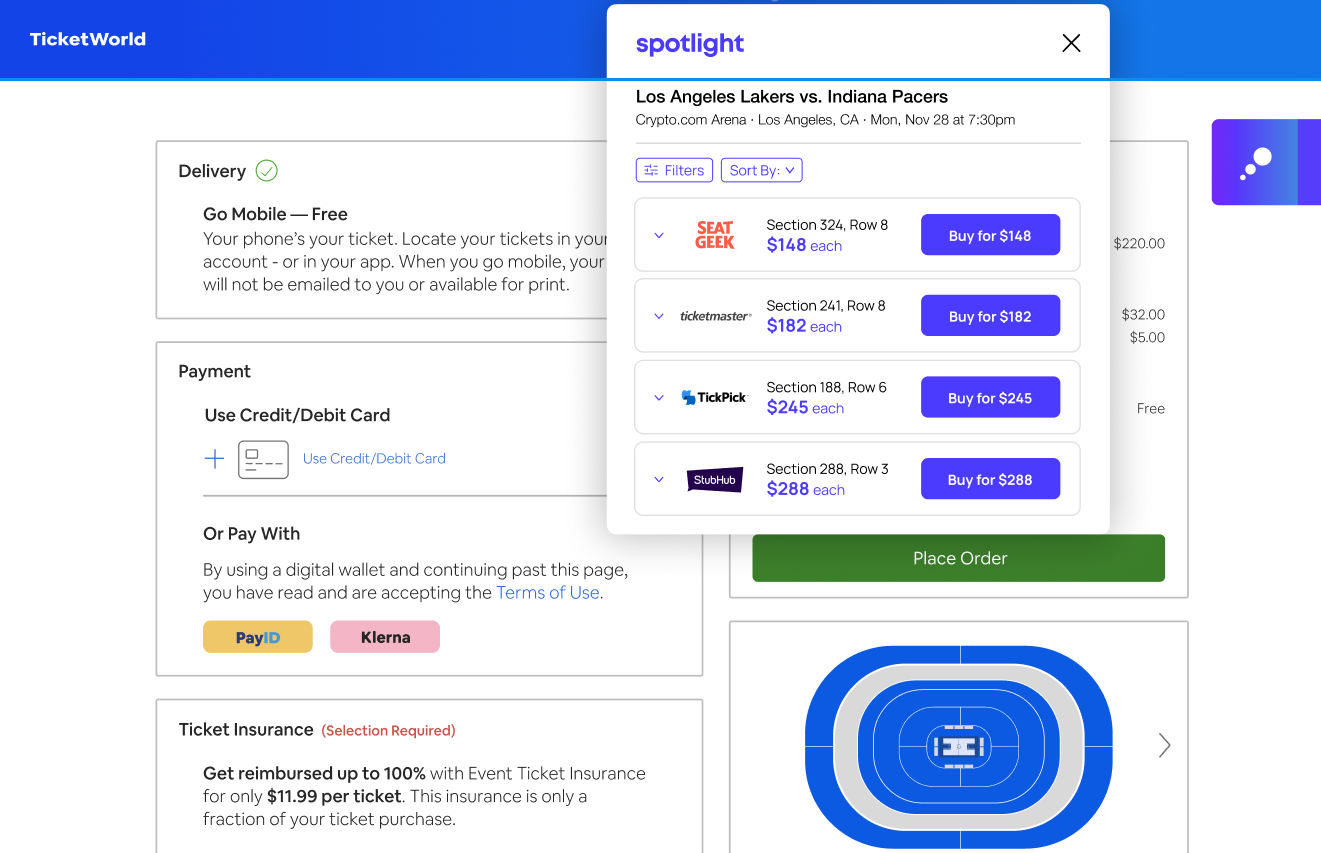 TicketWorld
spotlight
Los Angeles Lakers vs. Indiana Pacers
Crypto.com Arena · Los Angeles, CA · Mon, Nov 28 at 7:30pm
Filters
Sort By:
SEAT
GEEK
Section 324, Row 8
$148 each
Buy for $148
ticketmaster®
Section 241, Row 8
$182 each
Buy for $182
TickPick
Section 188, Row 6
$245 each
Buy for $245
StubHub
Section 288, Row 3
$288 each
Buy for $288
Delivery
Go Mobile — Free
Your phone’s your ticket. Locate your tickets in your
account - or in your app. When you go mobile, your
will not be emailed to you or available for print.
Payment
Use Credit/Debit Card
Use Credit/Debit Card
Or Pay With
By using a digital wallet and continuing past this page,
you have read and are accepting the Terms of Use.
PayID
Klerna
Ticket Insurance (Selection Required)
Get reimbursed up to 100% with Event Ticket Insurance
for only $11.99 per ticket. This insurance is only a
fraction of your ticket purchase.
$220.00
$32.00
$5.00
Free
Place Order